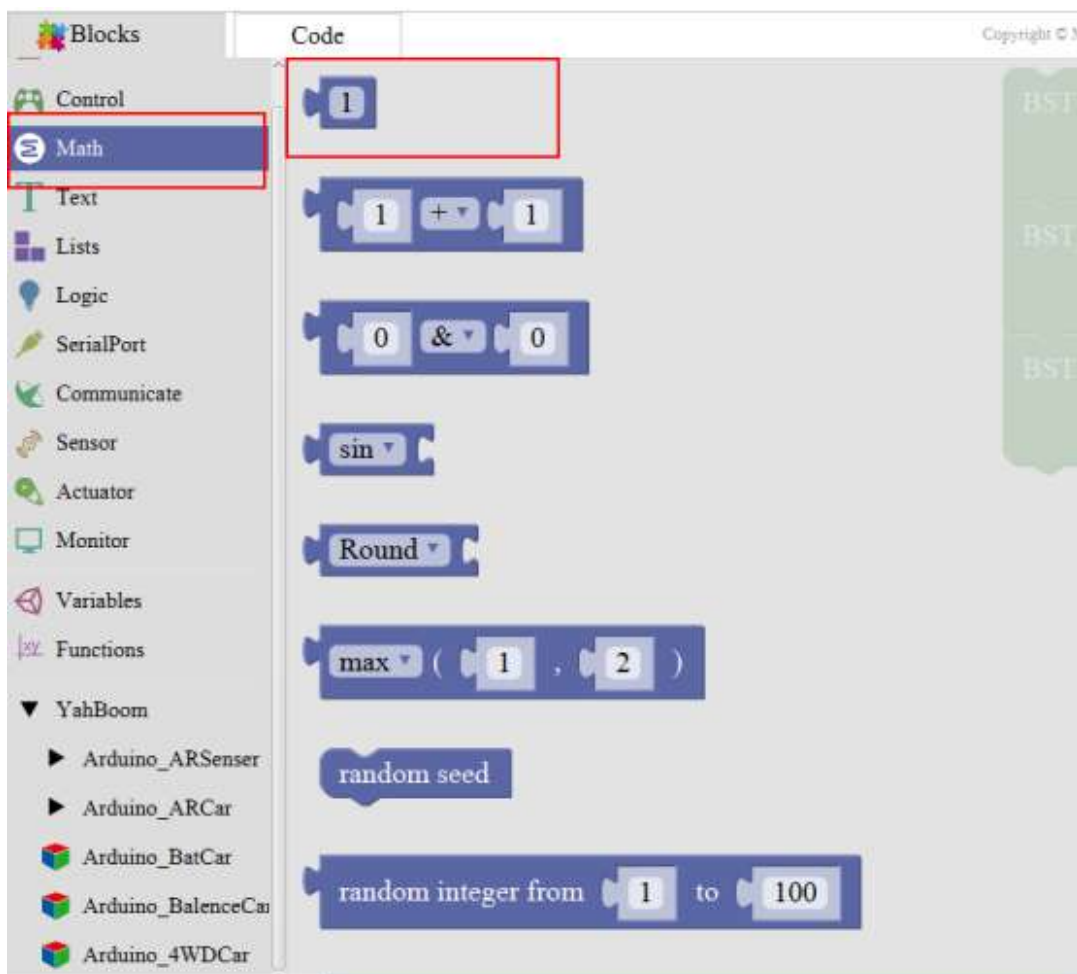 Blocks
Code
Copyright ©
Control
Math
Text
Lists
Logic
SerialPort
Communicate
Sensor
Actuator
Monitor
Variables
Functions
YahBoom
Arduino_ARSenser
Arduino_ARCar
Arduino_BatCar
Arduino_BalenceCar
Arduino_4WDCar
1
1 + 1
0 & 0
sin
Round
max ( 1 , 2 )
random seed
random integer from 1 to 100
BST
BST
BST